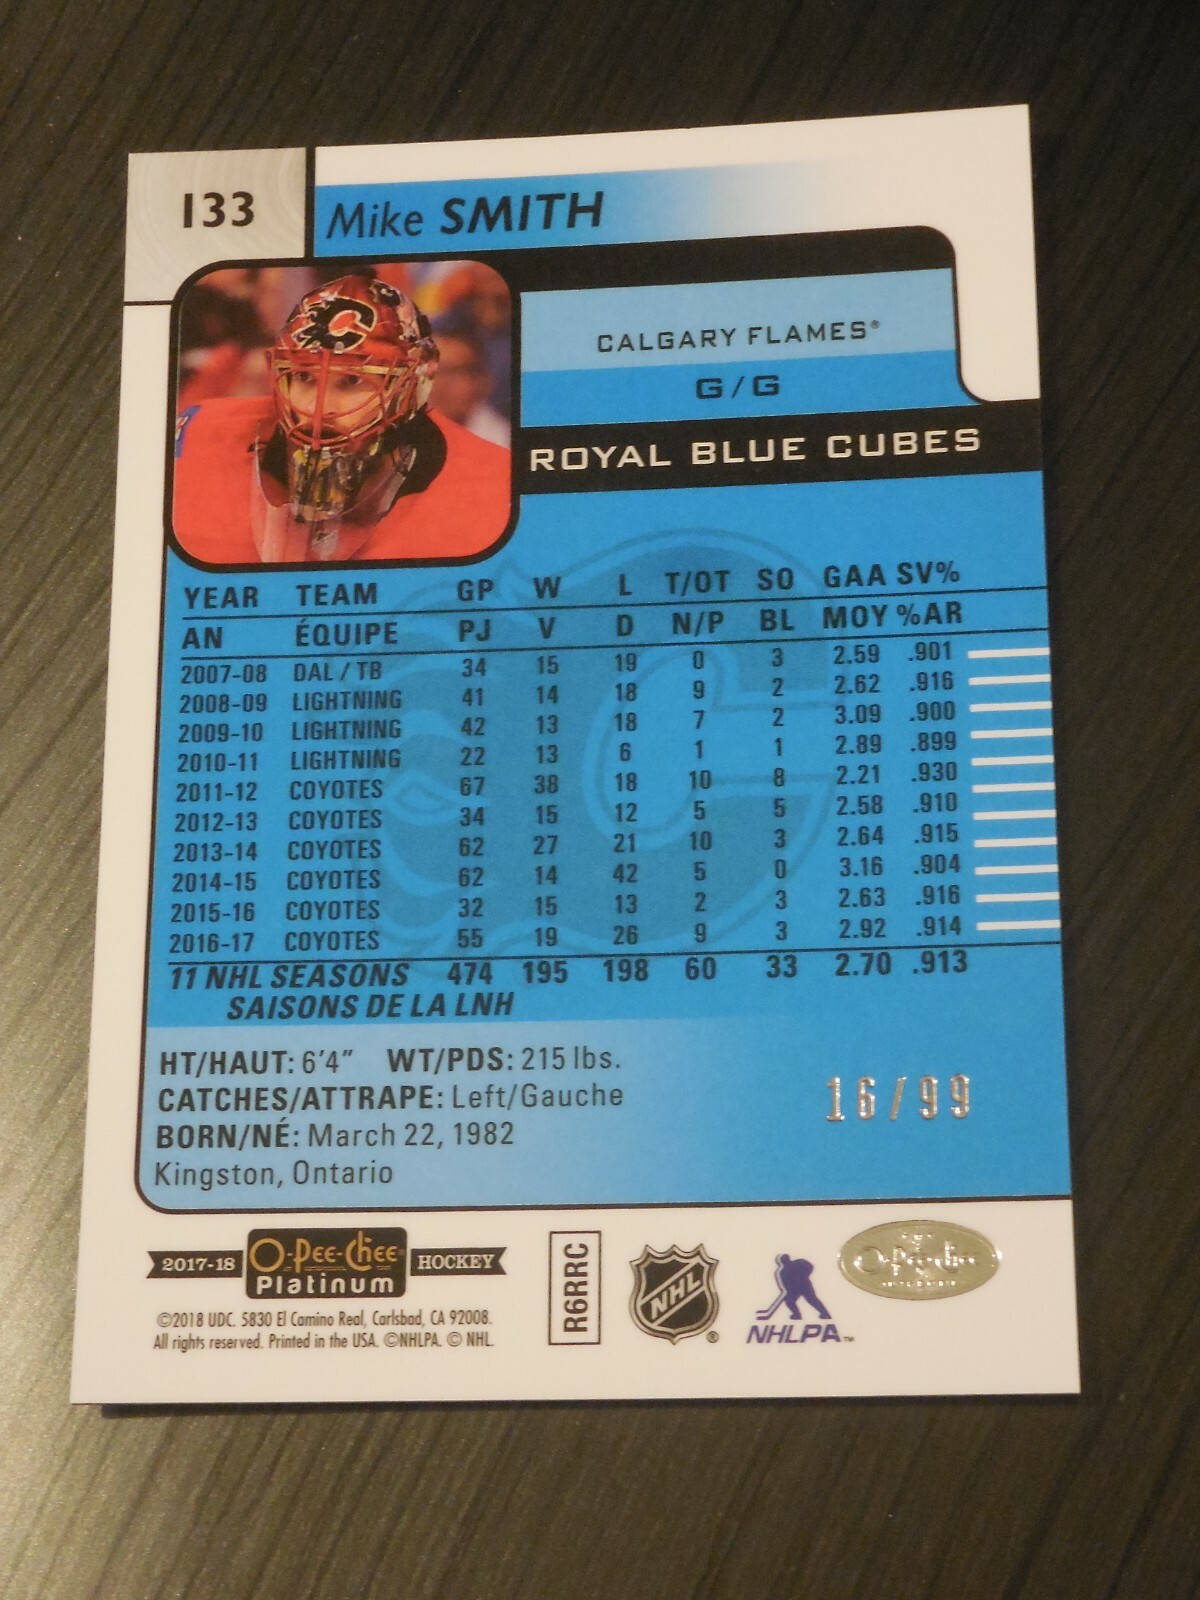 133
Mike SMITH
CALGARY FLAMES®
G/G
ROYAL BLUE CUBES
YEAR TEAM GP W L T/OT SO GAA SV%
AN ÉQUIPE PJ V D N/P BL MOY %AR
2007-08 DAL / TB 34 15 19 0 3 2.59 .901
2008-09 LIGHTNING 41 14 18 9 2 2.62 .916
2009-10 LIGHTNING 42 13 18 7 2 3.09 .900
2010-11 LIGHTNING 22 13 6 1 1 2.89 .899
2011-12 COYOTES 67 38 18 10 8 2.21 .930
2012-13 COYOTES 34 15 12 5 5 2.58 .910
2013-14 COYOTES 62 27 21 10 3 2.64 .915
2014-15 COYOTES 62 14 42 5 0 3.16 .904
2015-16 COYOTES 32 15 13 2 3 2.63 .916
2016-17 COYOTES 55 19 26 9 3 2.92 .914
11 NHL SEASONS 474 195 198 60 33 2.70 .913
SAISONS DE LA LNH
HT/HAUT: 6'4" WT/PDS: 215 lbs.
CATCHES/ATTRAPE: Left/Gauche
BORN/NÉ: March 22, 1982
Kingston, Ontario
16/99
2017-18 O-Pee-Chee® Platinum HOCKEY
©2018 UDC. 5830 El Camino Real, Carlsbad, CA 92008.
All rights reserved. Printed in the USA. ©NHLPA. © NHL.
R6RRC
NHL®
NHLPA™
O-Pee-Chee